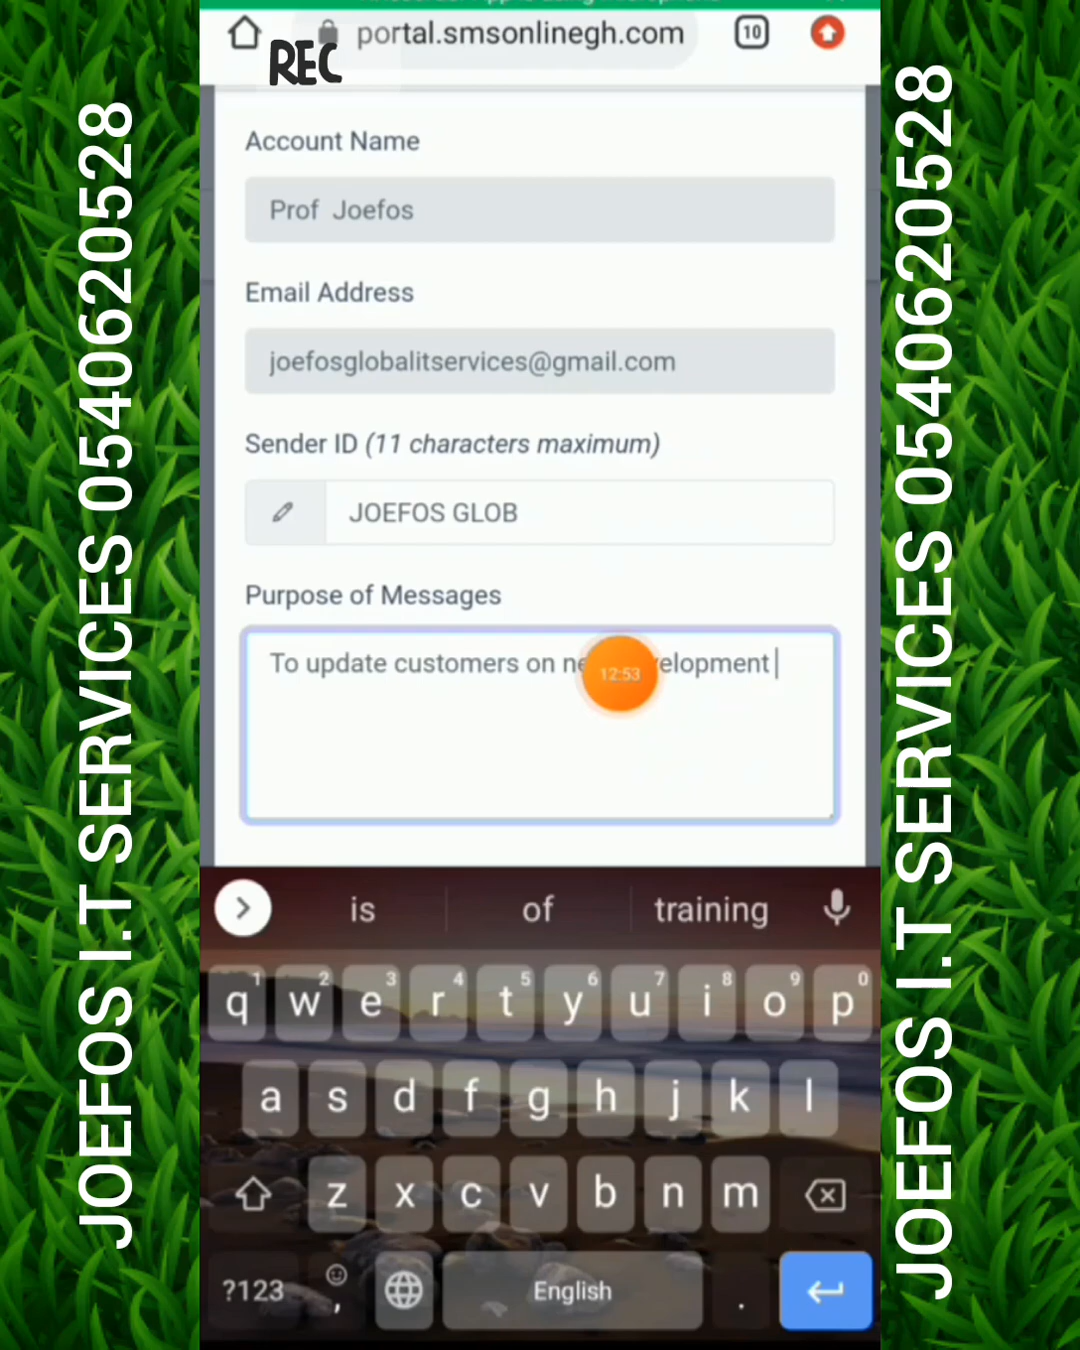 portal.smsonlinegh.com
10
REC
Account Name
Prof Joefos
Email Address
joefosglobalitservices@gmail.com
Sender ID (11 characters maximum)
JOEFOS GLOB
Purpose of Messages
To update customers on ne elopment
12:53
is of training
1 2 3 4 5 6 7 8 9 0
q w e r t y u i o p
a s d f g h j k l
z x c v b n m
?123 , English .
JOEFOS I.T SERVICES 0540620528
JOEFOS I.T SERVICES 0540620528